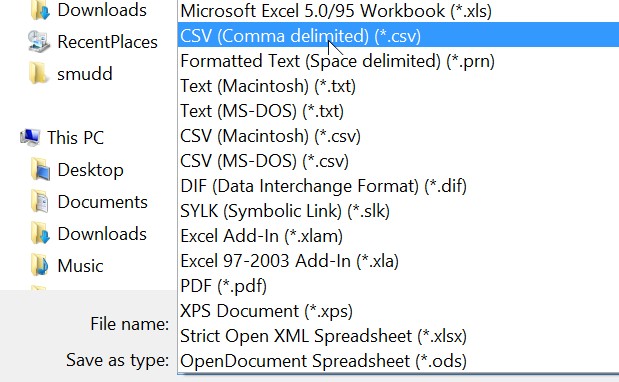 Downloads
RecentPlaces
smudd
This PC
Desktop
Documents
Downloads
Music
Microsoft Excel 5.0/95 Workbook (*.xls)
CSV (Comma delimited) (*.csv)
Formatted Text (Space delimited) (*.prn)
Text (Macintosh) (*.txt)
Text (MS-DOS) (*.txt)
CSV (Macintosh) (*.csv)
CSV (MS-DOS) (*.csv)
DIF (Data Interchange Format) (*.dif)
SYLK (Symbolic Link) (*.slk)
Excel Add-In (*.xlam)
Excel 97-2003 Add-In (*.xla)
PDF (*.pdf)
XPS Document (*.xps)
Strict Open XML Spreadsheet (*.xlsx)
OpenDocument Spreadsheet (*.ods)
File name:
Save as type: